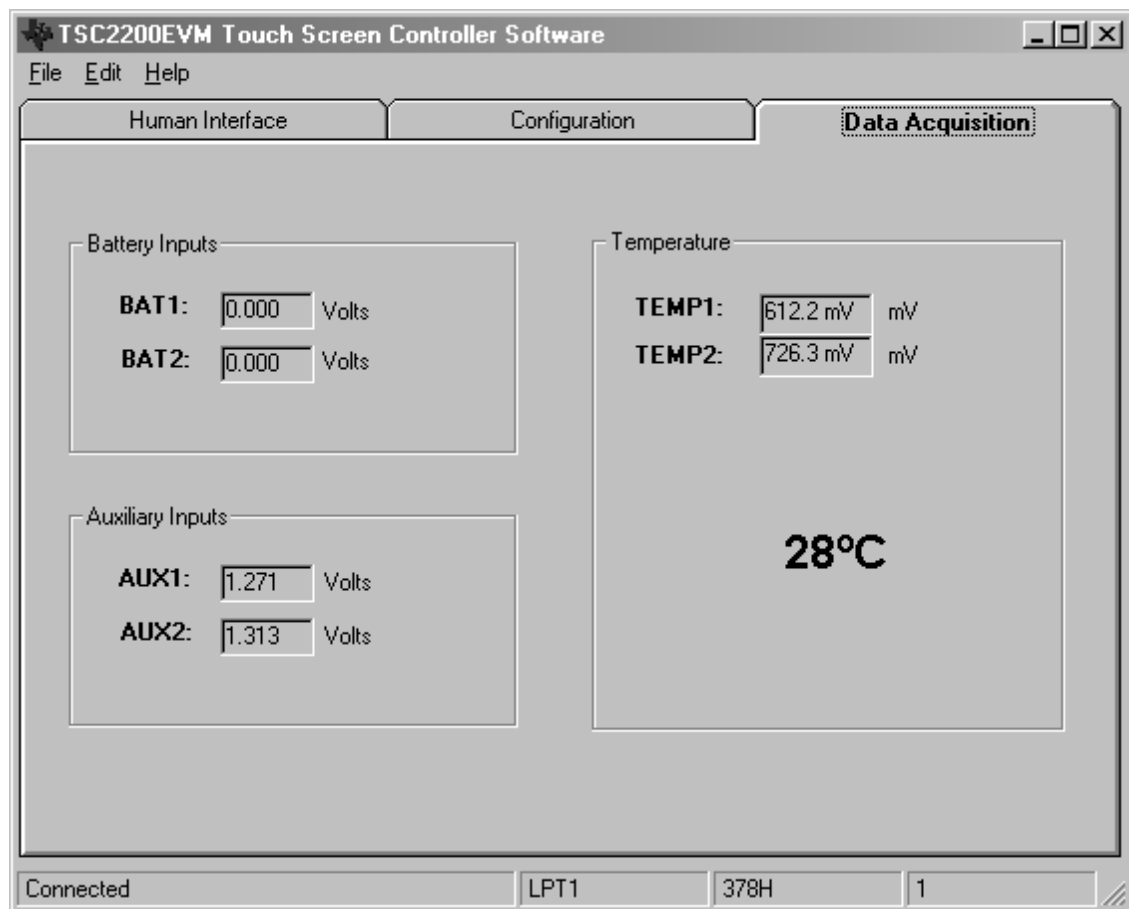 TSC2200EVM Touch Screen Controller Software
File Edit Help
Human Interface Configuration Data Acquisition
Battery Inputs
BAT1: 0.000 Volts
BAT2: 0.000 Volts
Auxiliary Inputs
AUX1: 1.271 Volts
AUX2: 1.313 Volts
Temperature
TEMP1: 612.2 mV mV
TEMP2: 726.3 mV mV
28ºC
Connected LPT1 378H 1